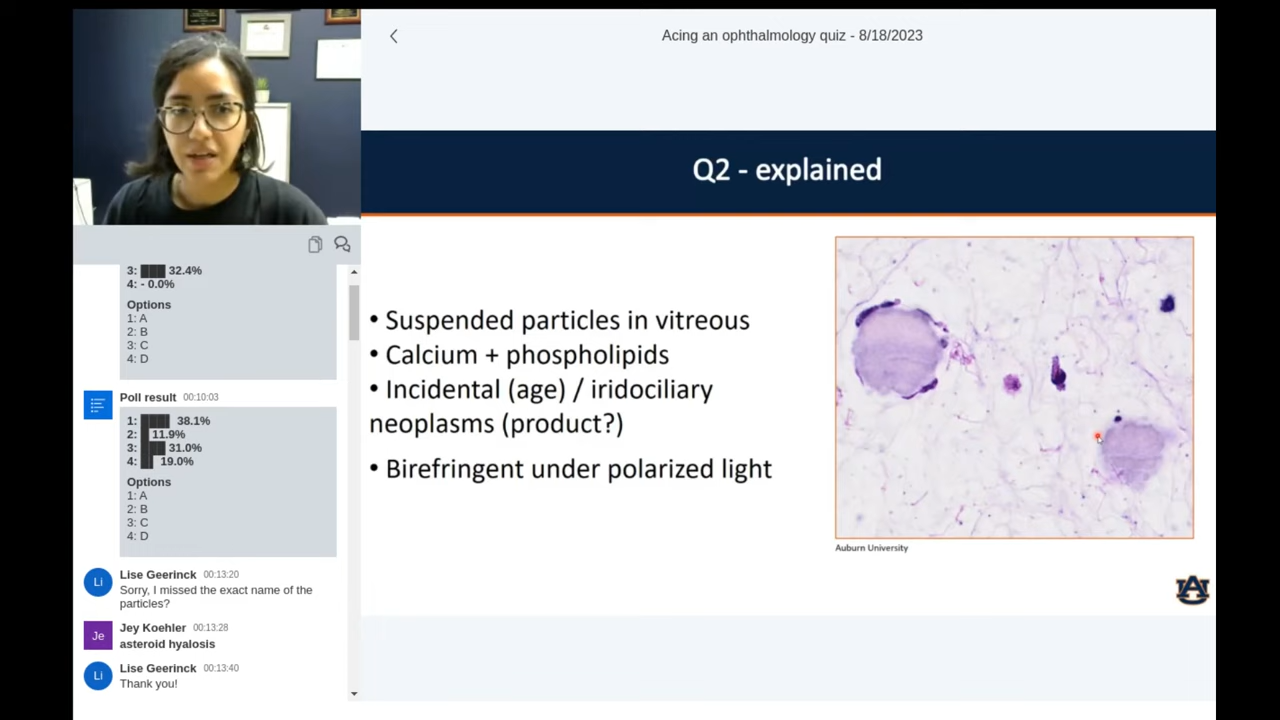 Acing an ophthalmology quiz - 8/18/2023
3: 32.4%
4: - 0.0%
Options
1: A
2: B
3: C
4: D
Poll result 00:10:03
1: 38.1%
2: 11.9%
3: 31.0%
4: 19.0%
Options
1: A
2: B
3: C
4: D
Li
Lise Geerinck 00:13:20
Sorry, I missed the exact name of the
particles?
Je
Jey Koehler 00:13:28
asteroid hyalosis
Li
Lise Geerinck 00:13:40
Thank you!
Q2 - explained
• Suspended particles in vitreous
• Calcium + phospholipids
• Incidental (age) / iridociliary
neoplasms (product?)
• Birefringent under polarized light
Auburn University
AU